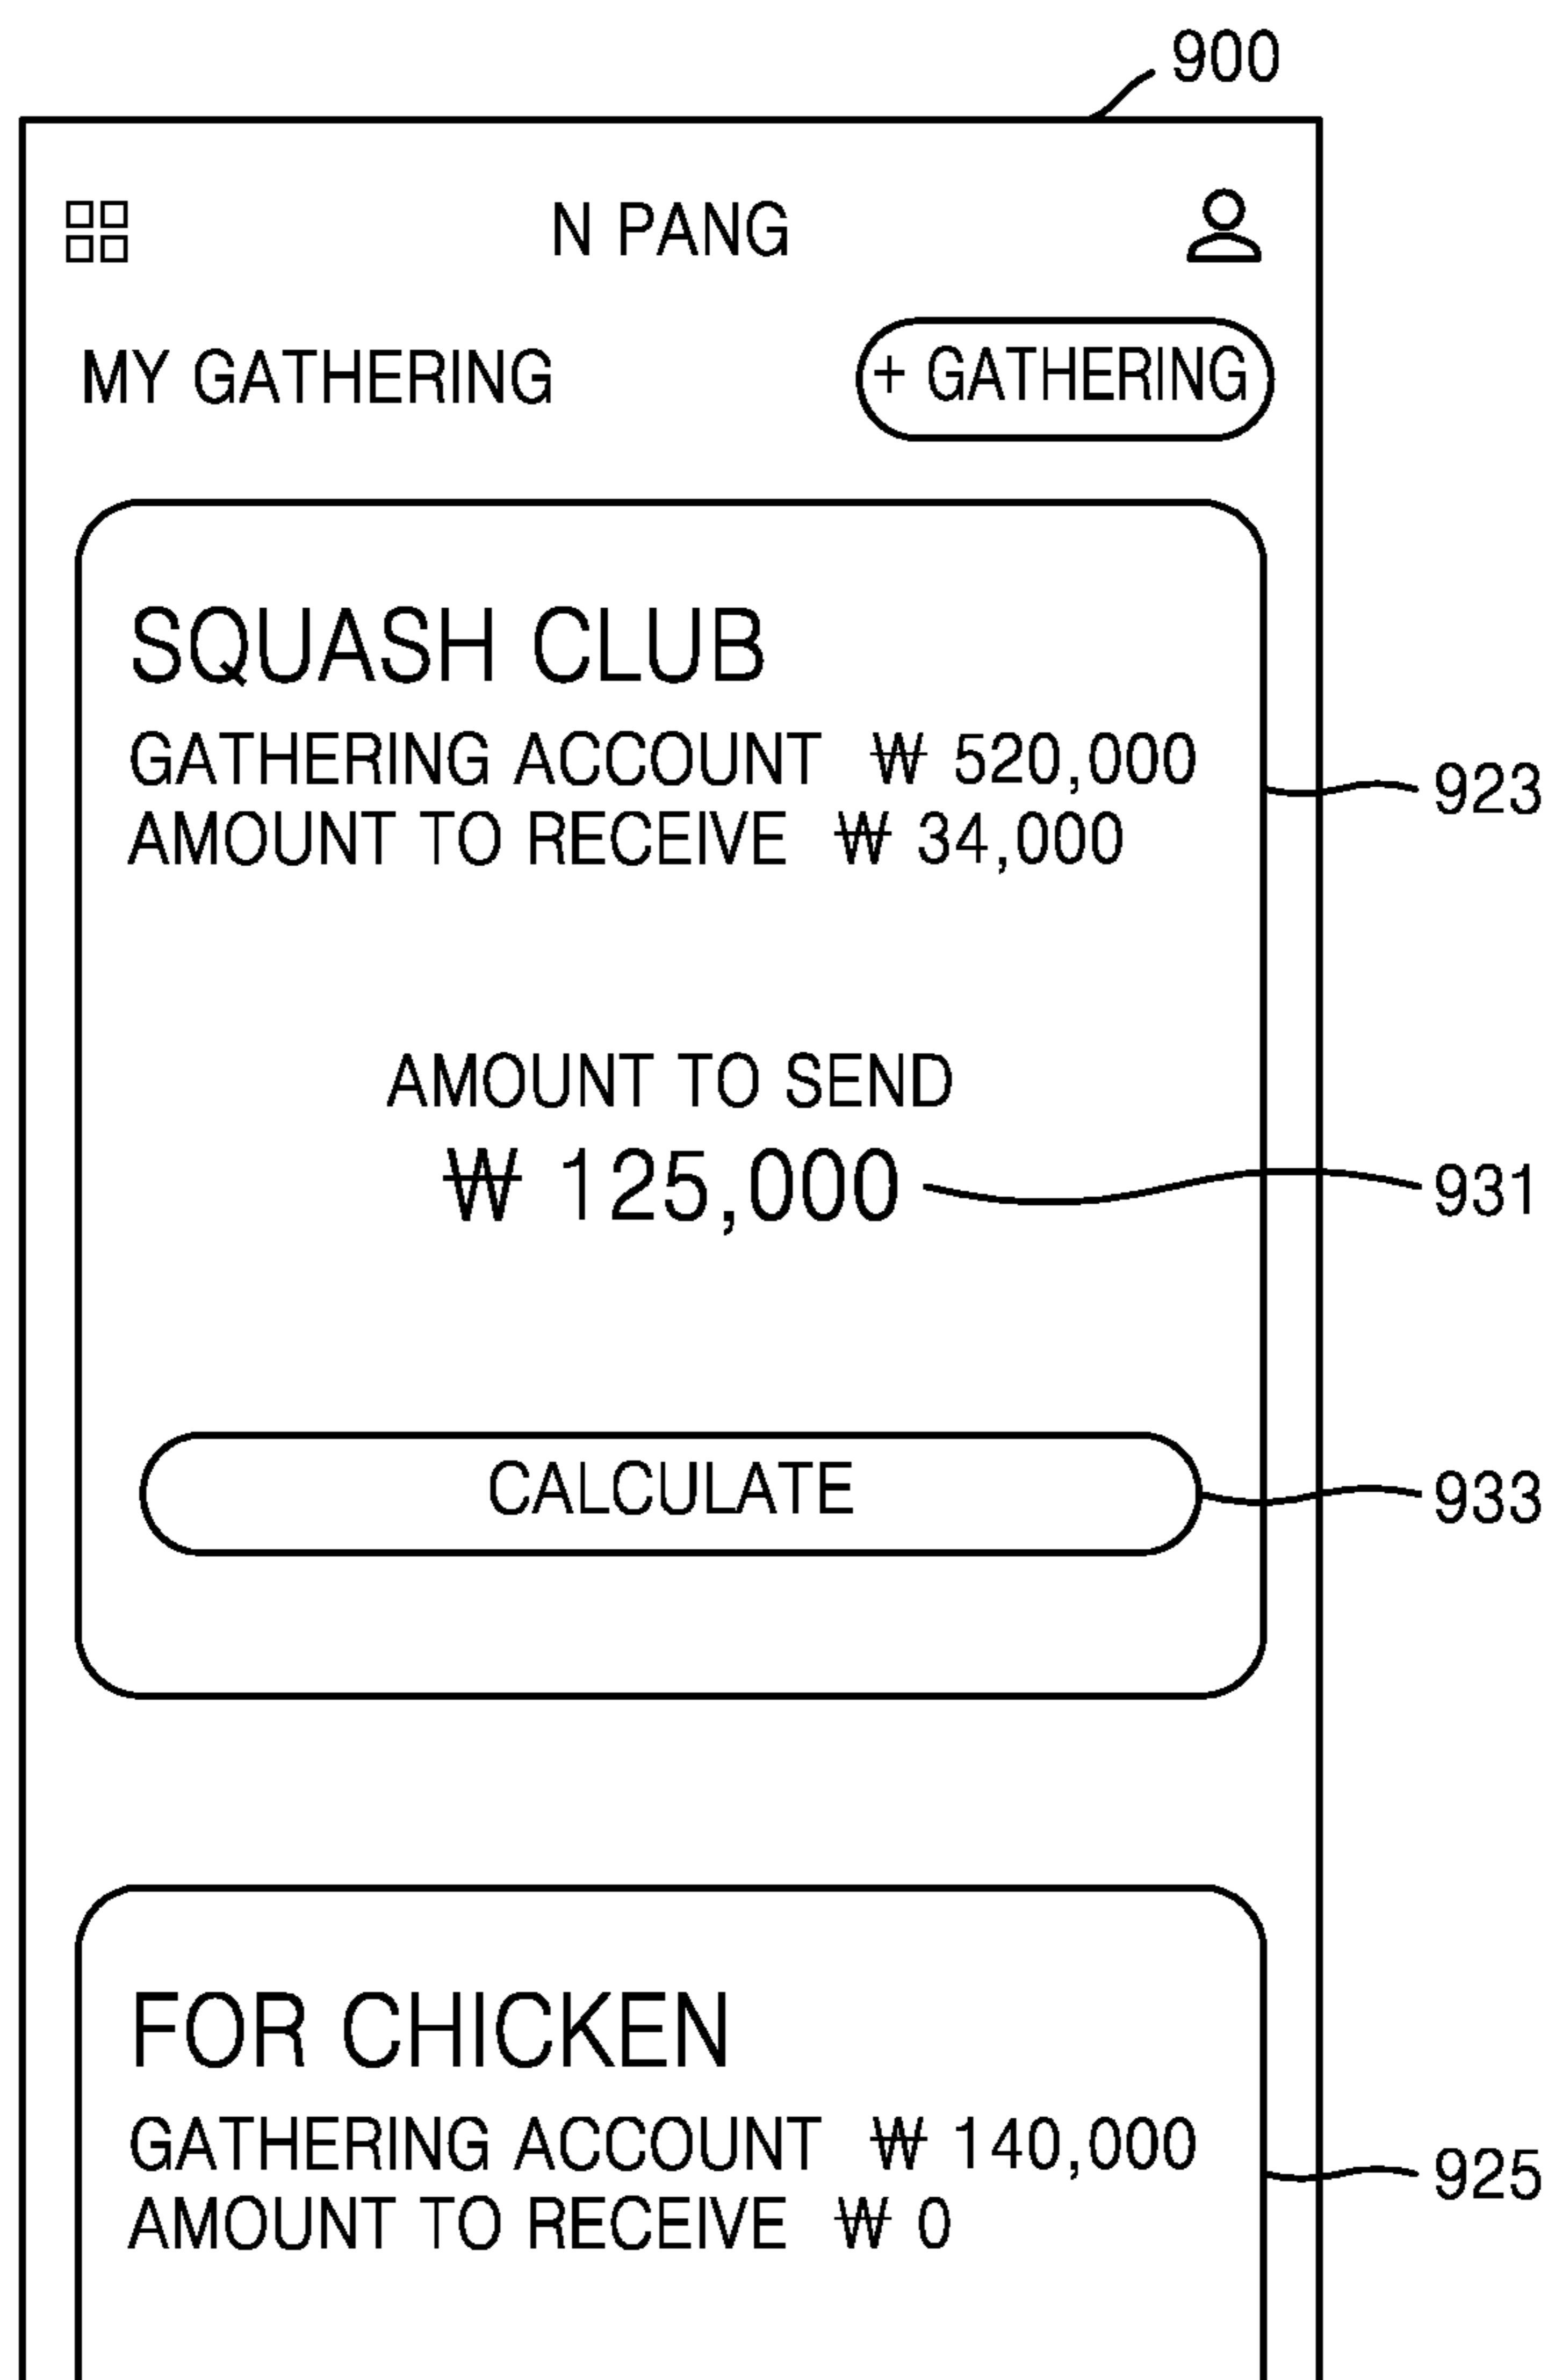 900
N PANG
MY GATHERING
+ GATHERING
SQUASH CLUB
GATHERING ACCOUNT ₩ 520,000
923
AMOUNT TO RECEIVE ₩ 34,000
AMOUNT TO SEND
₩ 125,000
931
CALCULATE
933
FOR CHICKEN
GATHERING ACCOUNT ₩ 140,000
925
AMOUNT TO RECEIVE ₩ 0